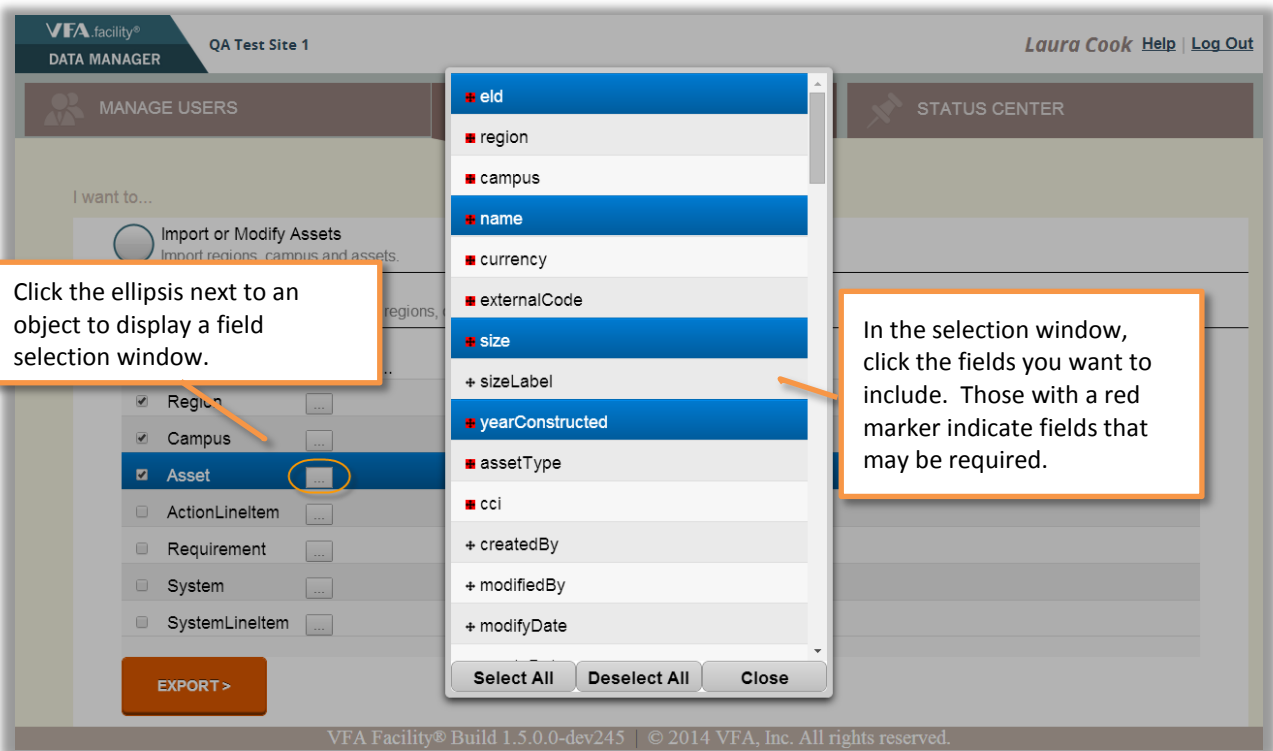 VFA.facility®
DATA MANAGER
QA Test Site 1
Laura Cook Help | Log Out
MANAGE USERS
STATUS CENTER
I want to...
Import or Modify Assets
Import regions, campus and assets.
regions,
Click the ellipsis next to an
object to display a field
selection window.
..
Region ...
Campus ...
Asset ...
ActionLineItem ...
Requirement ...
System ...
SystemLineItem ...
EXPORT >
eId
region
campus
name
currency
externalCode
size
sizeLabel
yearConstructed
assetType
cci
createdBy
modifiedBy
modifyDate
Select All Deselect All Close
In the selection window,
click the fields you want to
include. Those with a red
marker indicate fields that
may be required.
VFA Facility® Build 1.5.0.0-dev245 | © 2014 VFA, Inc. All rights reserved.